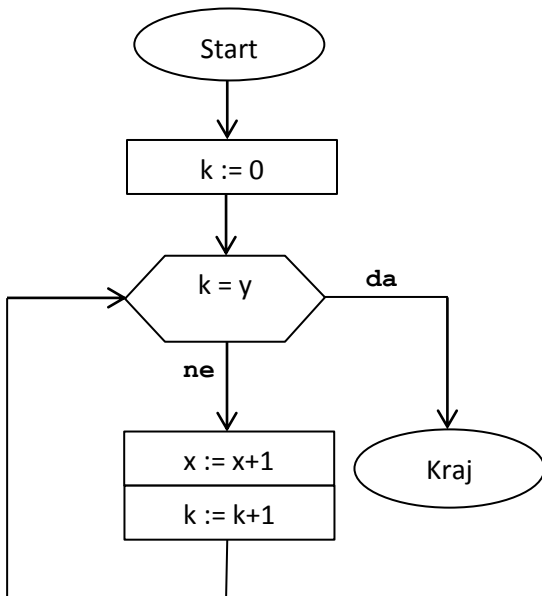 Start
k := 0
k = y
da
ne
x := x+1
Kraj
k := k+1